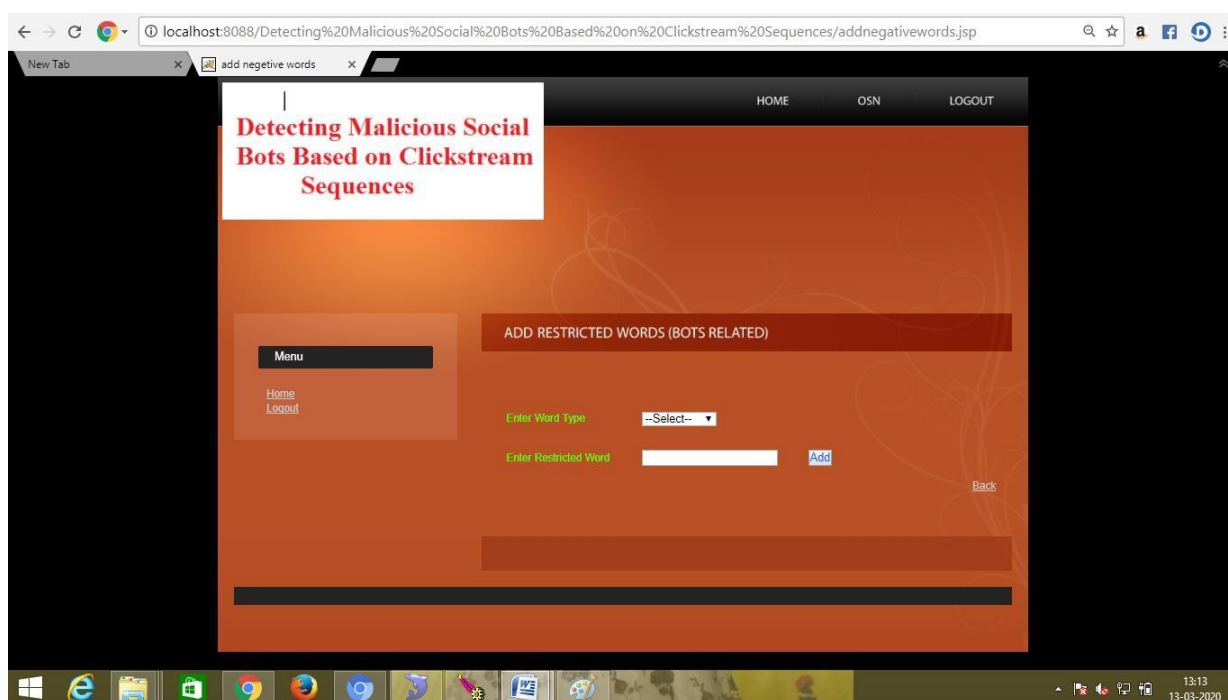 localhost:8088/Detecting%20Malicious%20Social%20Bots%20Based%20on%20Clickstream%20Sequences/addnegativewords.jsp
New Tab
add negetive words
HOME OSN LOGOUT
Detecting Malicious Social
Bots Based on Clickstream
Sequences
ADD RESTRICTED WORDS (BOTS RELATED)
Menu
Home
Logout
Enter Word Type --Select--
Enter Restricted Word Add
Back
13:13
13-03-2020